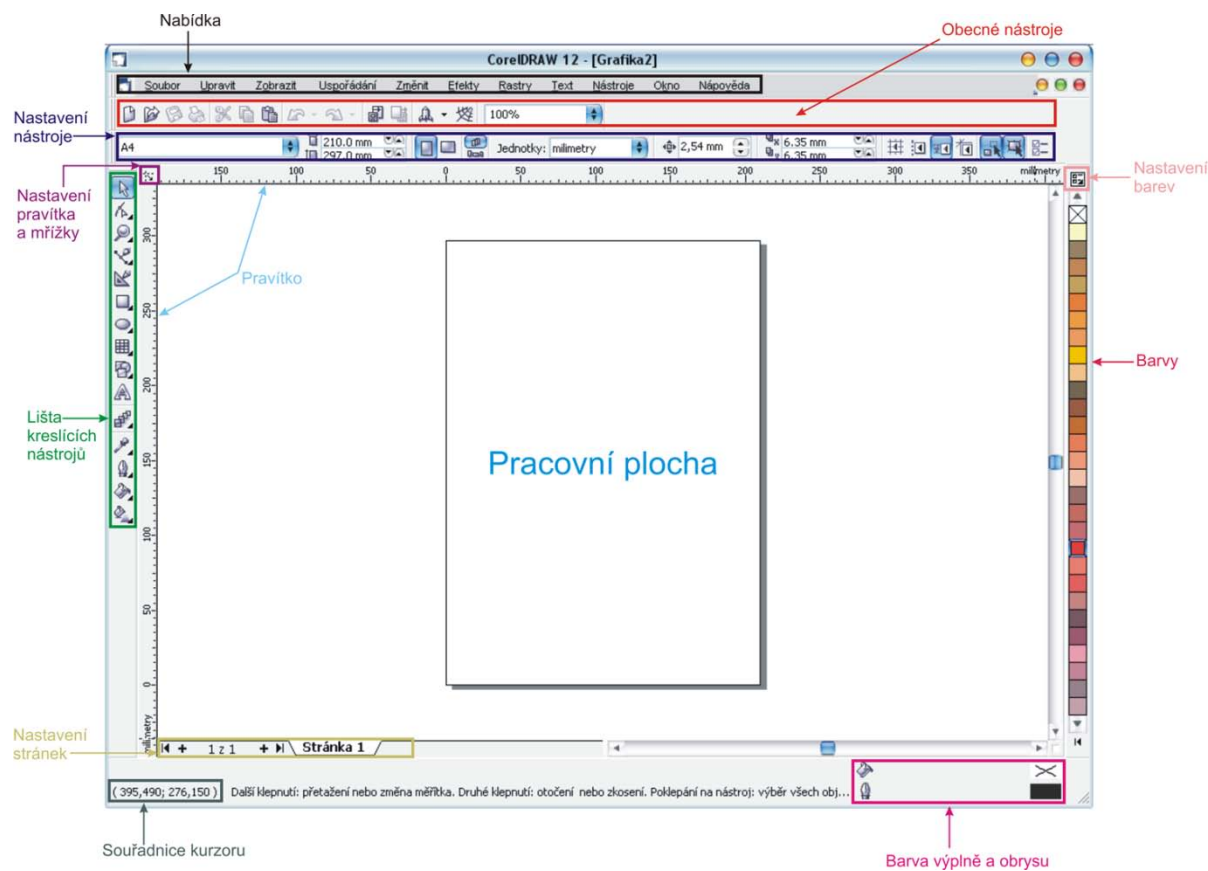 Nabídka
Obecné nástroje
CorelDRAW 12 - [Grafika2]
Soubor Upravit Zobrazit Uspořádání Změnit Efekty Rastry Text Nástroje Okno Nápověda
100%
Nastavení
nástroje
A4
210.0 mm
297.0 mm
Jednotky: milimetry
2,54 mm
6.35 mm
6.35 mm
150 100 50 0 50 100 150 200 250 300 350 milimetry
Nastavení
barev
Nastavení
pravítka
a mřížky
300
Pravítko
250
Barvy
200
Lišta
kreslících
nástrojů
Pracovní plocha
150
100
50
0
milimetry
Nastavení
stránek
1 z 1
Stránka 1
( 395,490; 276,150 )
Další klepnutí: přetažení nebo změna měřítka. Druhé klepnutí: otočení nebo zkosení. Poklepání na nástroj: výběr všech obj...
Souřadnice kurzoru
Barva výplně a obrysu